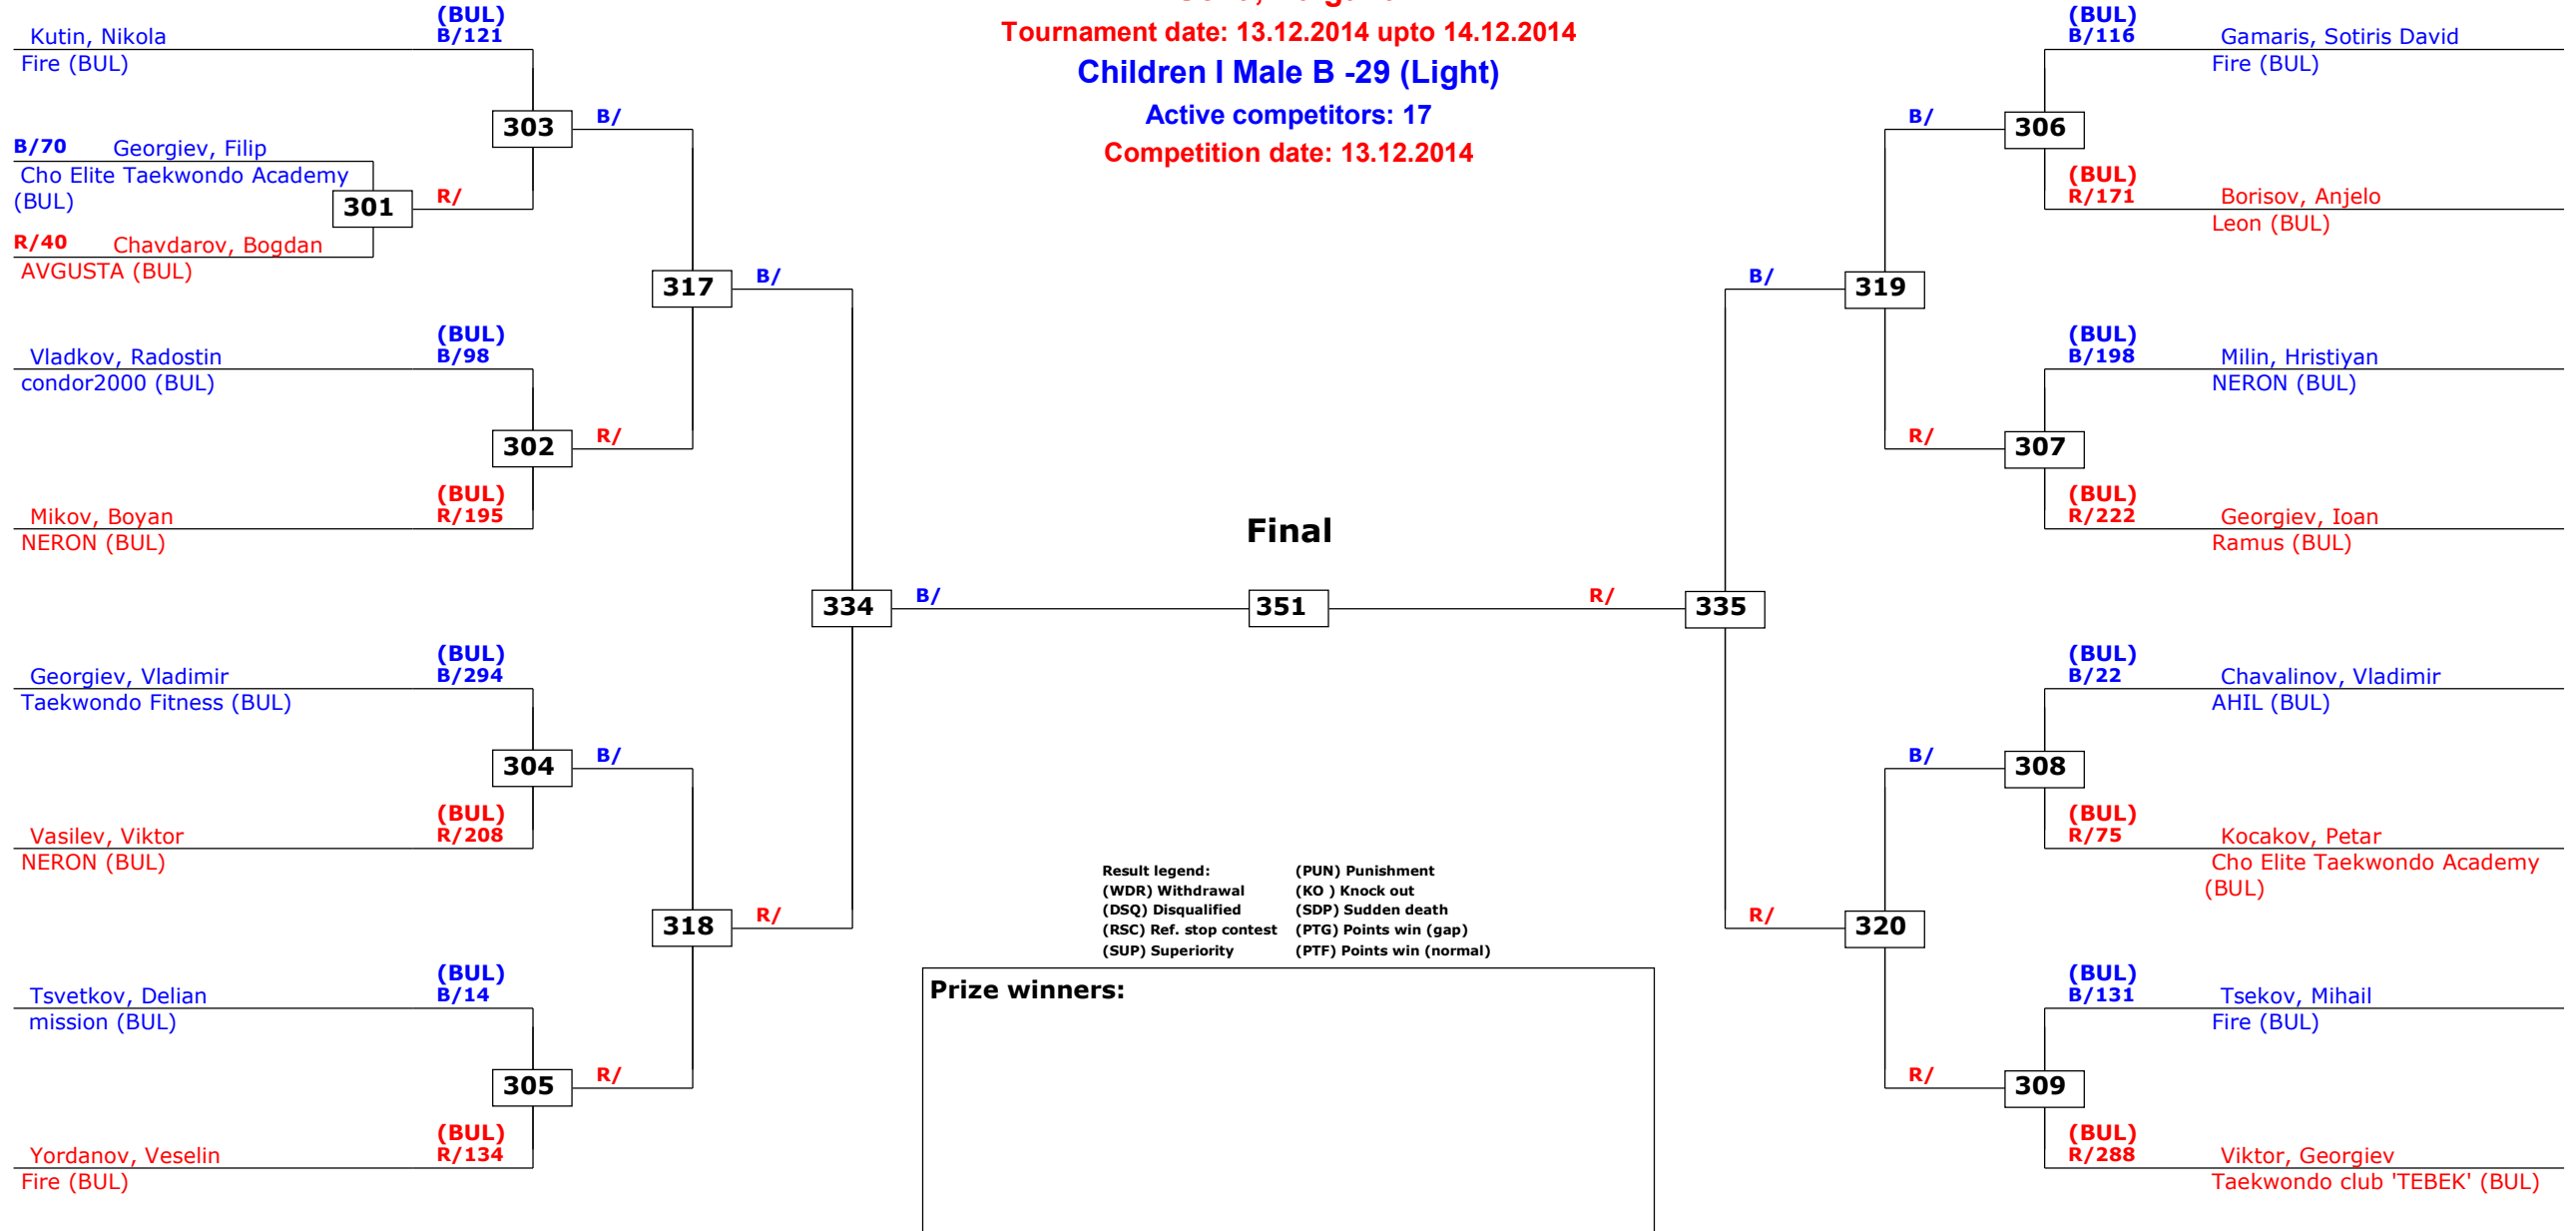 Tournament date: 13.12.2014 upto 14.12.2014
Children I Male B -29 (Light)
Active competitors: 17
Competition date: 13.12.2014
(BUL)
Kutin, Nikola B/121
Fire (BUL)
303
B/
B/70 Georgiev, Filip
Cho Elite Taekwondo Academy
(BUL)
301
R/
R/40 Chavdarov, Bogdan
AVGUSTA (BUL)
317
B/
(BUL)
Vladkov, Radostin B/98
condor2000 (BUL)
302
R/
(BUL)
Mikov, Boyan R/195
NERON (BUL)
334
B/
(BUL)
Georgiev, Vladimir B/294
Taekwondo Fitness (BUL)
304
B/
(BUL)
Vasilev, Viktor R/208
NERON (BUL)
318
R/
(BUL)
Tsvetkov, Delian B/14
mission (BUL)
305
R/
(BUL)
Yordanov, Veselin R/134
Fire (BUL)
Final
351
R/
335
(BUL)
B/116 Gamaris, Sotiris David
Fire (BUL)
B/
306
(BUL)
R/171 Borisov, Anjelo
Leon (BUL)
B/
319
(BUL)
B/198 Milin, Hristiyan
NERON (BUL)
R/
307
(BUL)
R/222 Georgiev, Ioan
Ramus (BUL)
(BUL)
B/22 Chavalinov, Vladimir
AHIL (BUL)
B/
308
(BUL)
R/75 Kocakov, Petar
Cho Elite Taekwondo Academy
(BUL)
R/
320
(BUL)
B/131 Tsekov, Mihail
Fire (BUL)
R/
309
(BUL)
R/288 Viktor, Georgiev
Taekwondo club 'TEBEK' (BUL)
Result legend: (PUN) Punishment
(WDR) Withdrawal (KO ) Knock out
(DSQ) Disqualified (SDP) Sudden death
(RSC) Ref. stop contest (PTG) Points win (gap)
(SUP) Superiority (PTF) Points win (normal)
Prize winners: